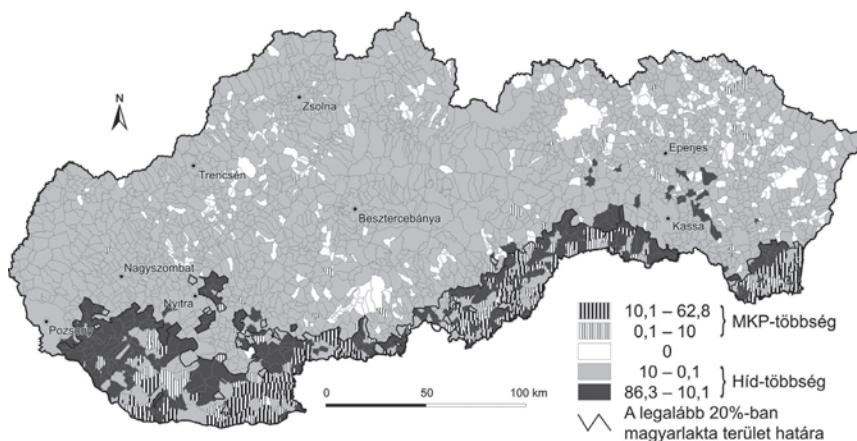 N
Zsolna
Eperjes
Trencsén
Besztercebánya
Kassa
Nagyszombat
Nyitra
Pozsony
10,1 – 62,8
0,1 – 10
MKP-többség
0
10 – 0,1
86,3 – 10,1
Híd-többség
A legalább 20%-ban
magyarlakta terület határa
0 50 100 km